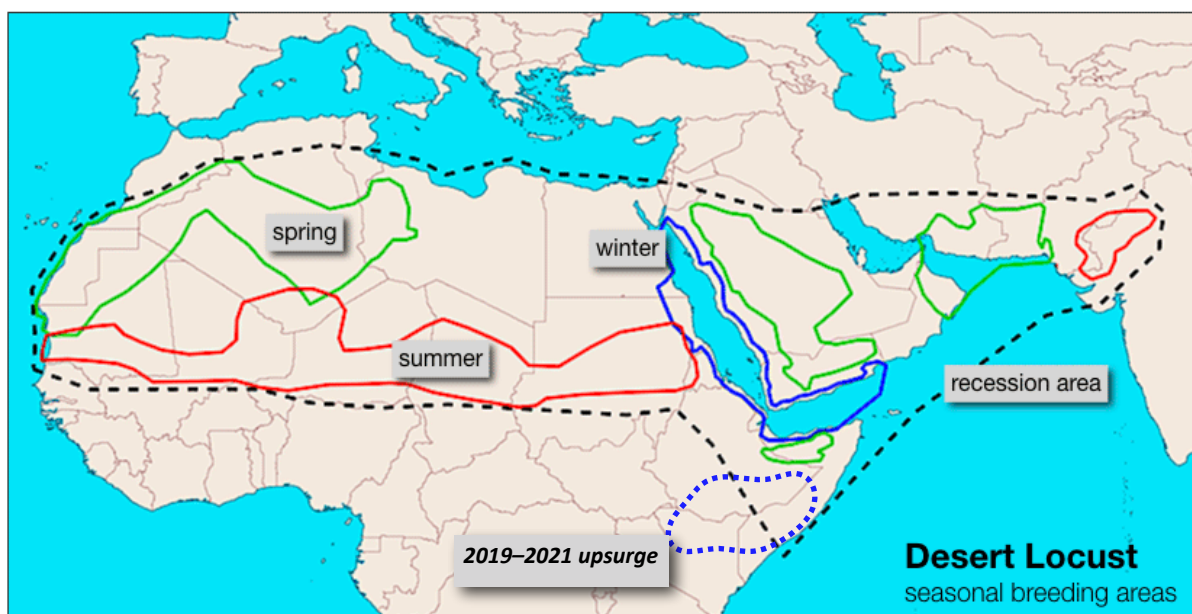 spring
winter
summer
recession area
2019–2021 upsurge
Desert Locust
seasonal breeding areas